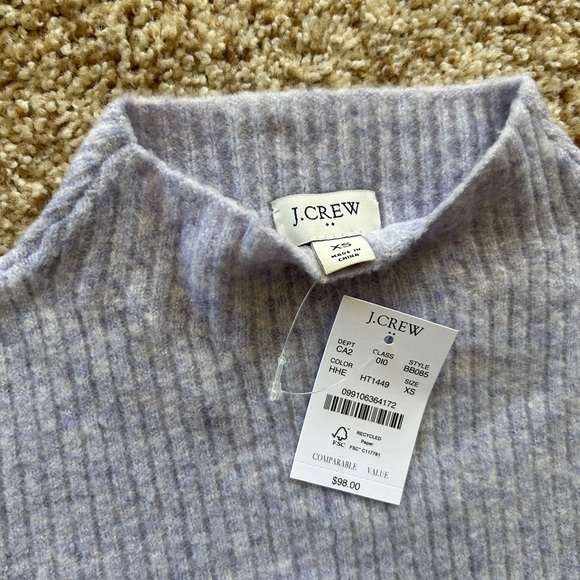 J.CREW
XS
MADE IN
CHINA
J.CREW
DEPT CLASS STYLE
CA2 010 BB085
COLOR SIZE
HHE HT1449 XS
099106364172
FSC
RECYCLED
Paper
FSC® C117781
COMPARABLE VALUE
$98.00